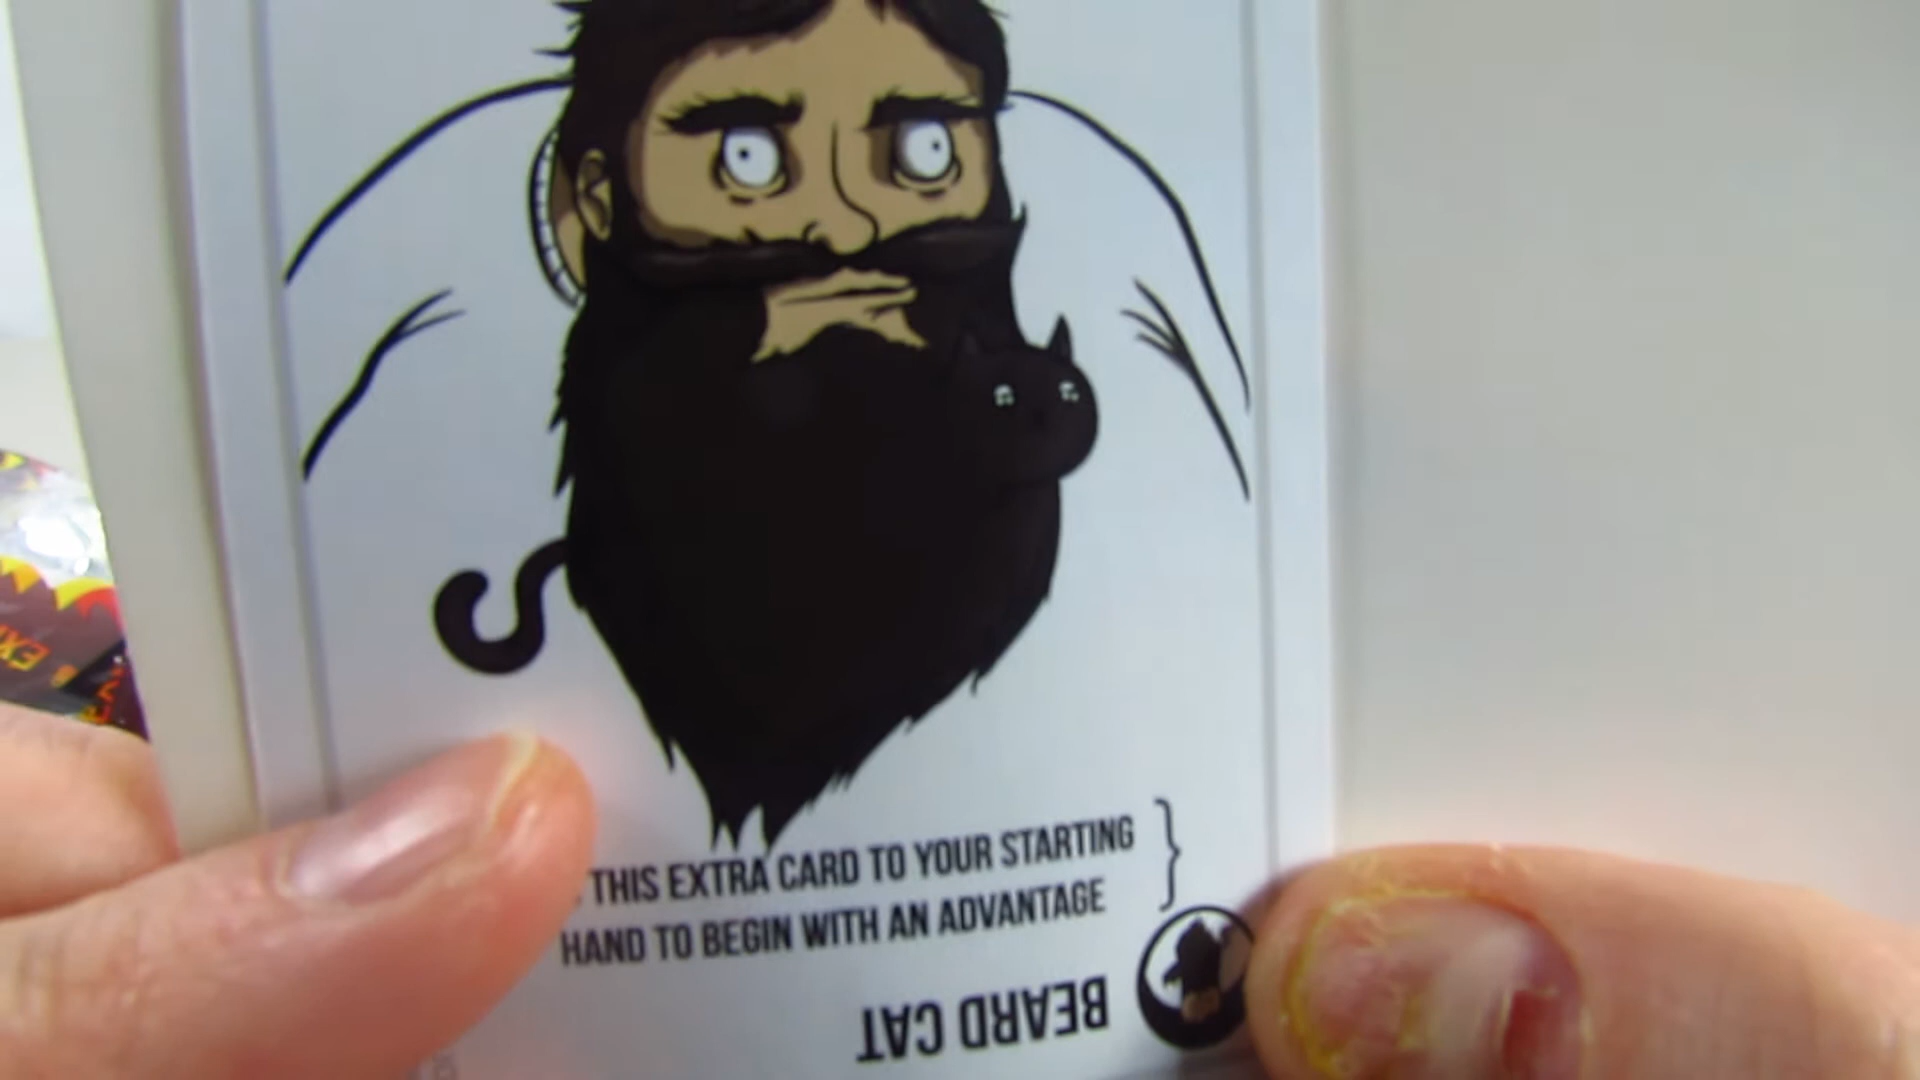 THIS EXTRA CARD TO YOUR STARTING
HAND TO BEGIN WITH AN ADVANTAGE
BEARD CAT